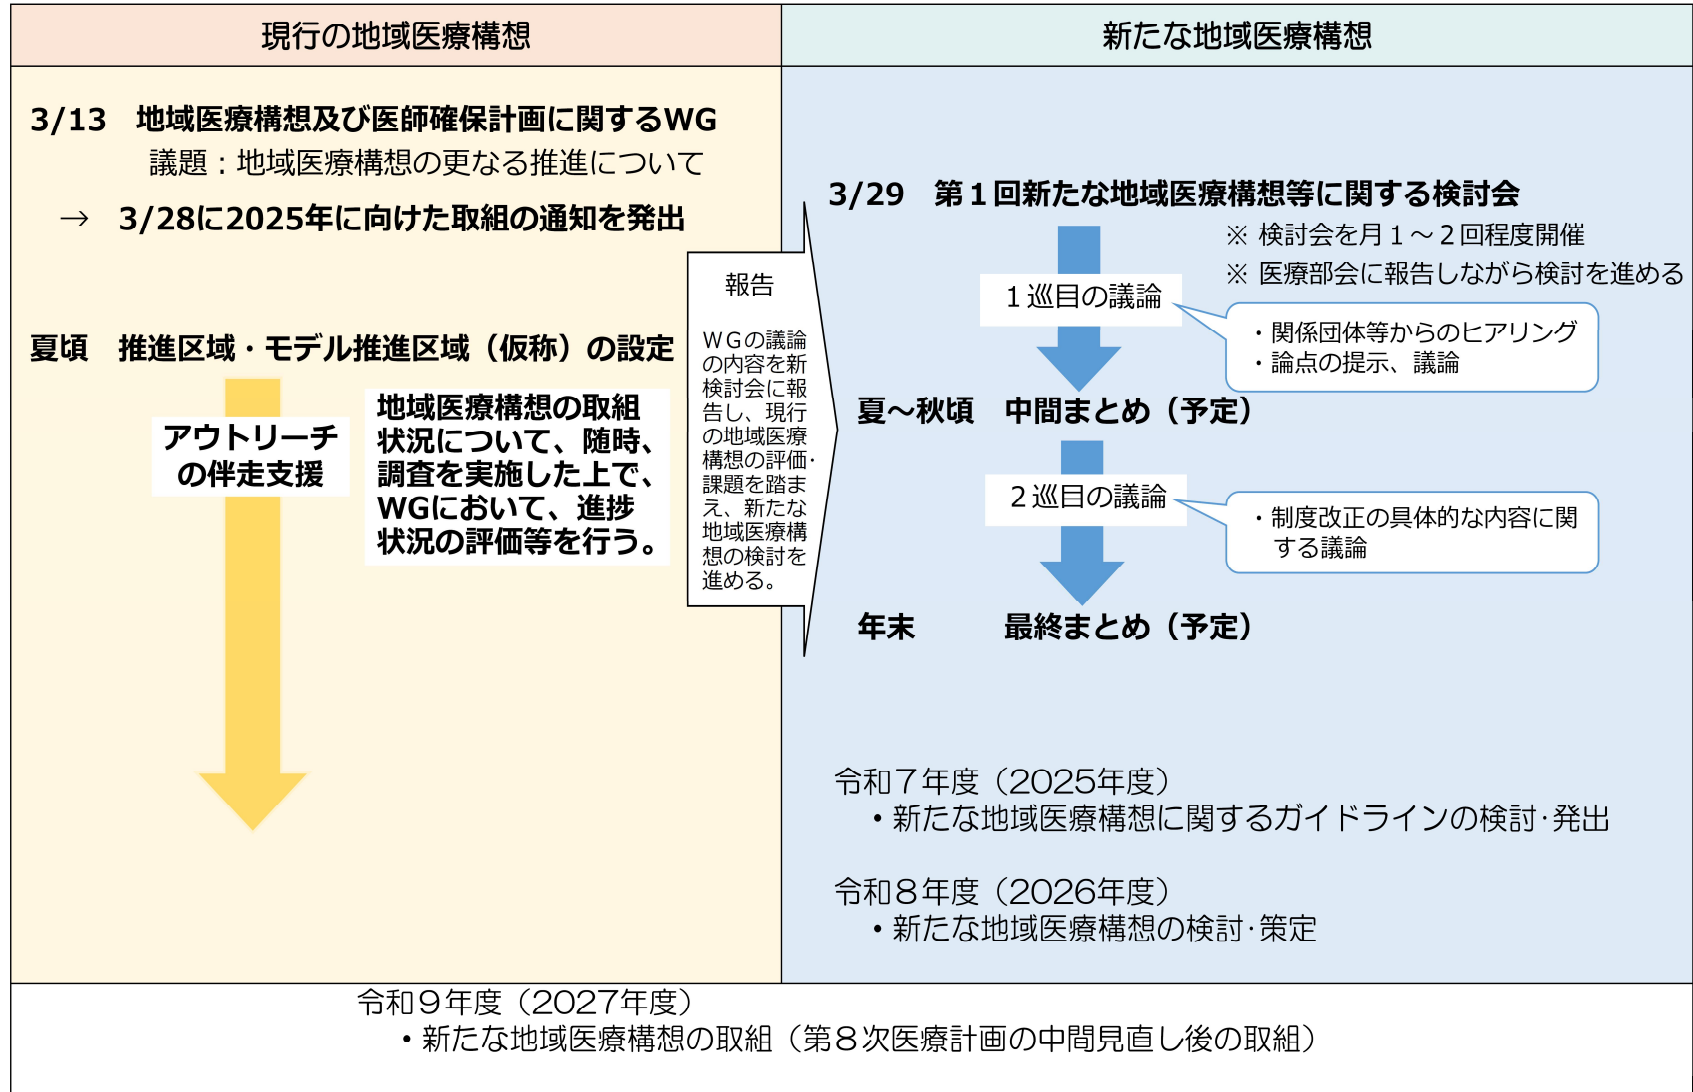 現行の地域医療構想
新たな地域医療構想
3/13　地域医療構想及び医師確保計画に関するWG
議題：地域医療構想の更なる推進について
→　3/28に2025年に向けた取組の通知を発出
夏頃　推進区域・モデル推進区域（仮称）の設定
アウトリーチ
の伴走支援
地域医療構想の取組
状況について、随時、
調査を実施した上で、
WGにおいて、進捗
状況の評価等を行う。
報告
ＷＧの議論
の内容を新
検討会に報
告し、現行
の地域医療
構想の評価･
課題を踏ま
え、新たな
地域医療構
想の検討を
進める。
3/29　第１回新たな地域医療構想等に関する検討会
※ 検討会を月１～２回程度開催
※ 医療部会に報告しながら検討を進める
１巡目の議論
・関係団体等からのヒアリング
・論点の提示、議論
夏～秋頃　中間まとめ（予定）
２巡目の議論
・制度改正の具体的な内容に関
する議論
年末　最終まとめ（予定）
令和７年度（2025年度）
・新たな地域医療構想に関するガイドラインの検討･発出
令和８年度（2026年度）
・新たな地域医療構想の検討･策定
令和９年度（2027年度）
・新たな地域医療構想の取組（第８次医療計画の中間見直し後の取組）